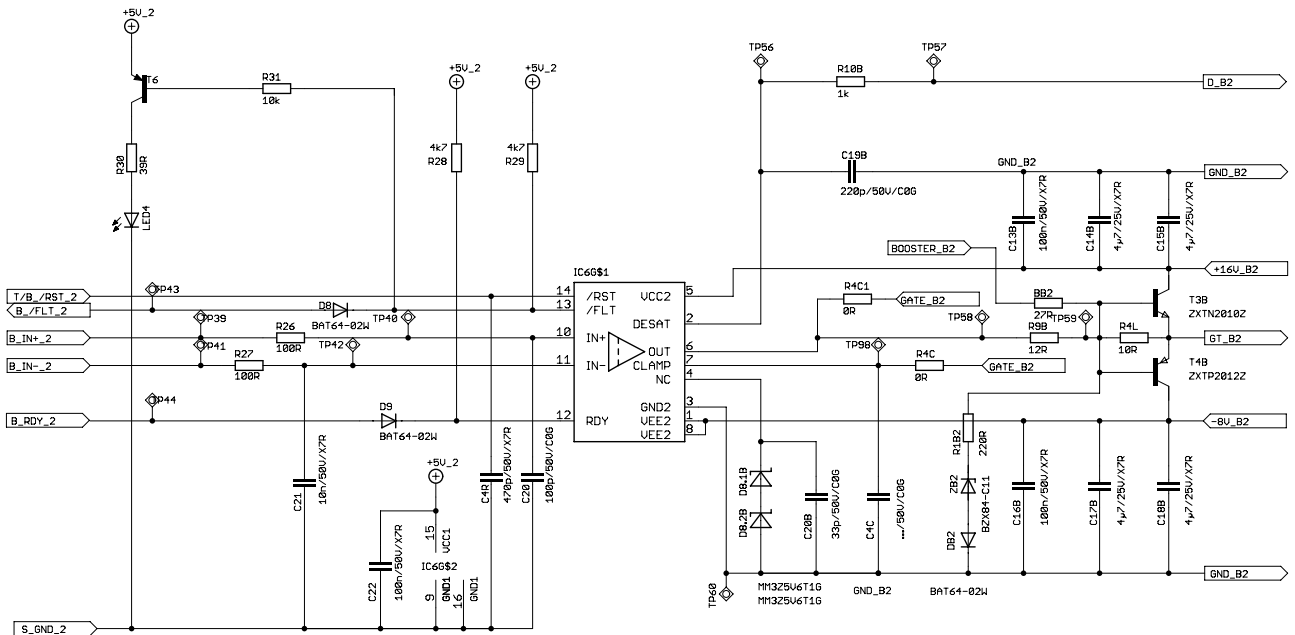 +5V_2
TP56
TP57
T6
R31
10k
+5V_2
+5V_2
R10B
1k
D_B2
R30
39R
4k7
R28
4k7
R29
C19B
220p/50V/C0G
GND_B2
GND_B2
LED4
C13B
100n/50V/X7R
C14B
4µ7/25V/X7R
C15B
4µ7/25V/X7R
BOOSTER_B2
IC6G$1
+16V_B2
T/B_/RST_2
TP43
14
/RST
VCC2
5
R4C1
0R
GATE_B2
BB2
27R
T3B
ZXTN2010Z
B_/FLT_2
D8
BAT64-02W
13
/FLT
DESAT
2
TP39
TP40
TP58
TP59
B_IN+_2
R26
100R
10
IN+
OUT
6
R9B
12R
R4L
10R
GT_B2
TP41
TP42
TP98
B_IN-_2
R27
100R
11
IN-
CLAMP
7
R4C
0R
GATE_B2
T4B
ZXTP2012Z
NC
4
TP44
GND2
3
B_RDY_2
D9
BAT64-02W
12
RDY
VEE2
1
VEE2
8
-8V_B2
R1B2
220R
C21
10n/50V/X7R
+5V_2
C4R
470p/50V/X7R
C20
100p/50V/C0G
D8.1B
D8.2B
C20B
33p/50V/C0G
C4C
--/50V/C0G
ZB2
BZX84-C11
DB2
C16B
100n/50V/X7R
C17B
4µ7/25V/X7R
C18B
4µ7/25V/X7R
15
VCC1
IC6G$2
C22
100n/50V/X7R
9
GND1
16
GND1
TP60
MM3Z5V6T1G
MM3Z5V6T1G
GND_B2
BAT64-02W
GND_B2
S_GND_2